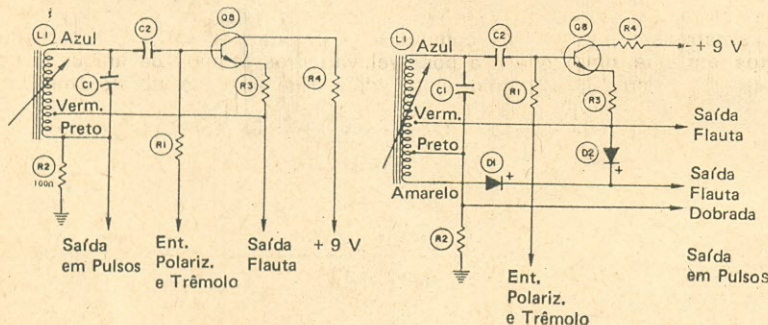 L1
Azul
C2
Q8
C1
R3
R4
Verm.
Preto
R1
R2
100Ω
Saída
em Pulsos
Ent.
Polariz.
e Trêmolo
Saída
Flauta
+ 9 V
L1
Azul
C2
Q8
R4
+ 9 V
C1
R1
R3
Verm.
Saída
Flauta
Preto
D2
D1
+
+
Amarelo
Saída
Flauta
Dobrada
R2
Saída
em Pulsos
Ent.
Polariz.
e Trêmolo